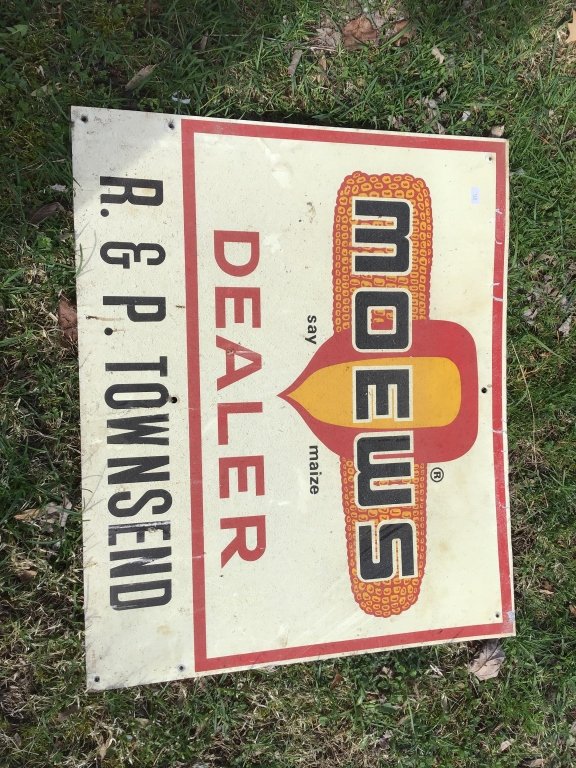 MOEWS®
say maize
DEALER
R. & P. TOWNSEND